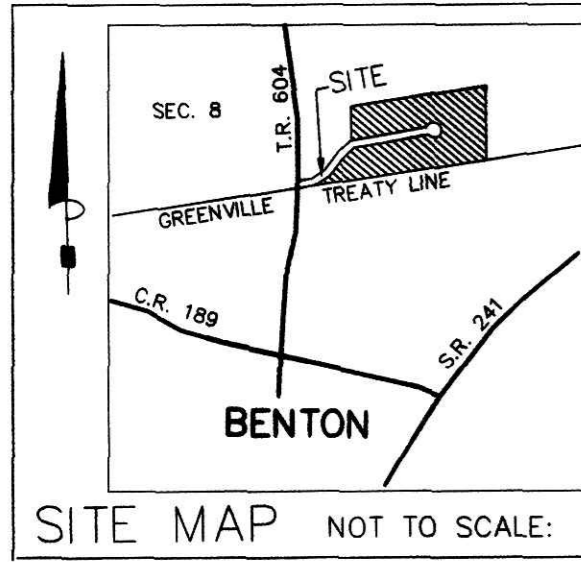 SITE
SEC. 8
T.R. 604
GREENVILLE TREATY LINE
C.R. 189
S.R. 241
BENTON
SITE MAP NOT TO SCALE: